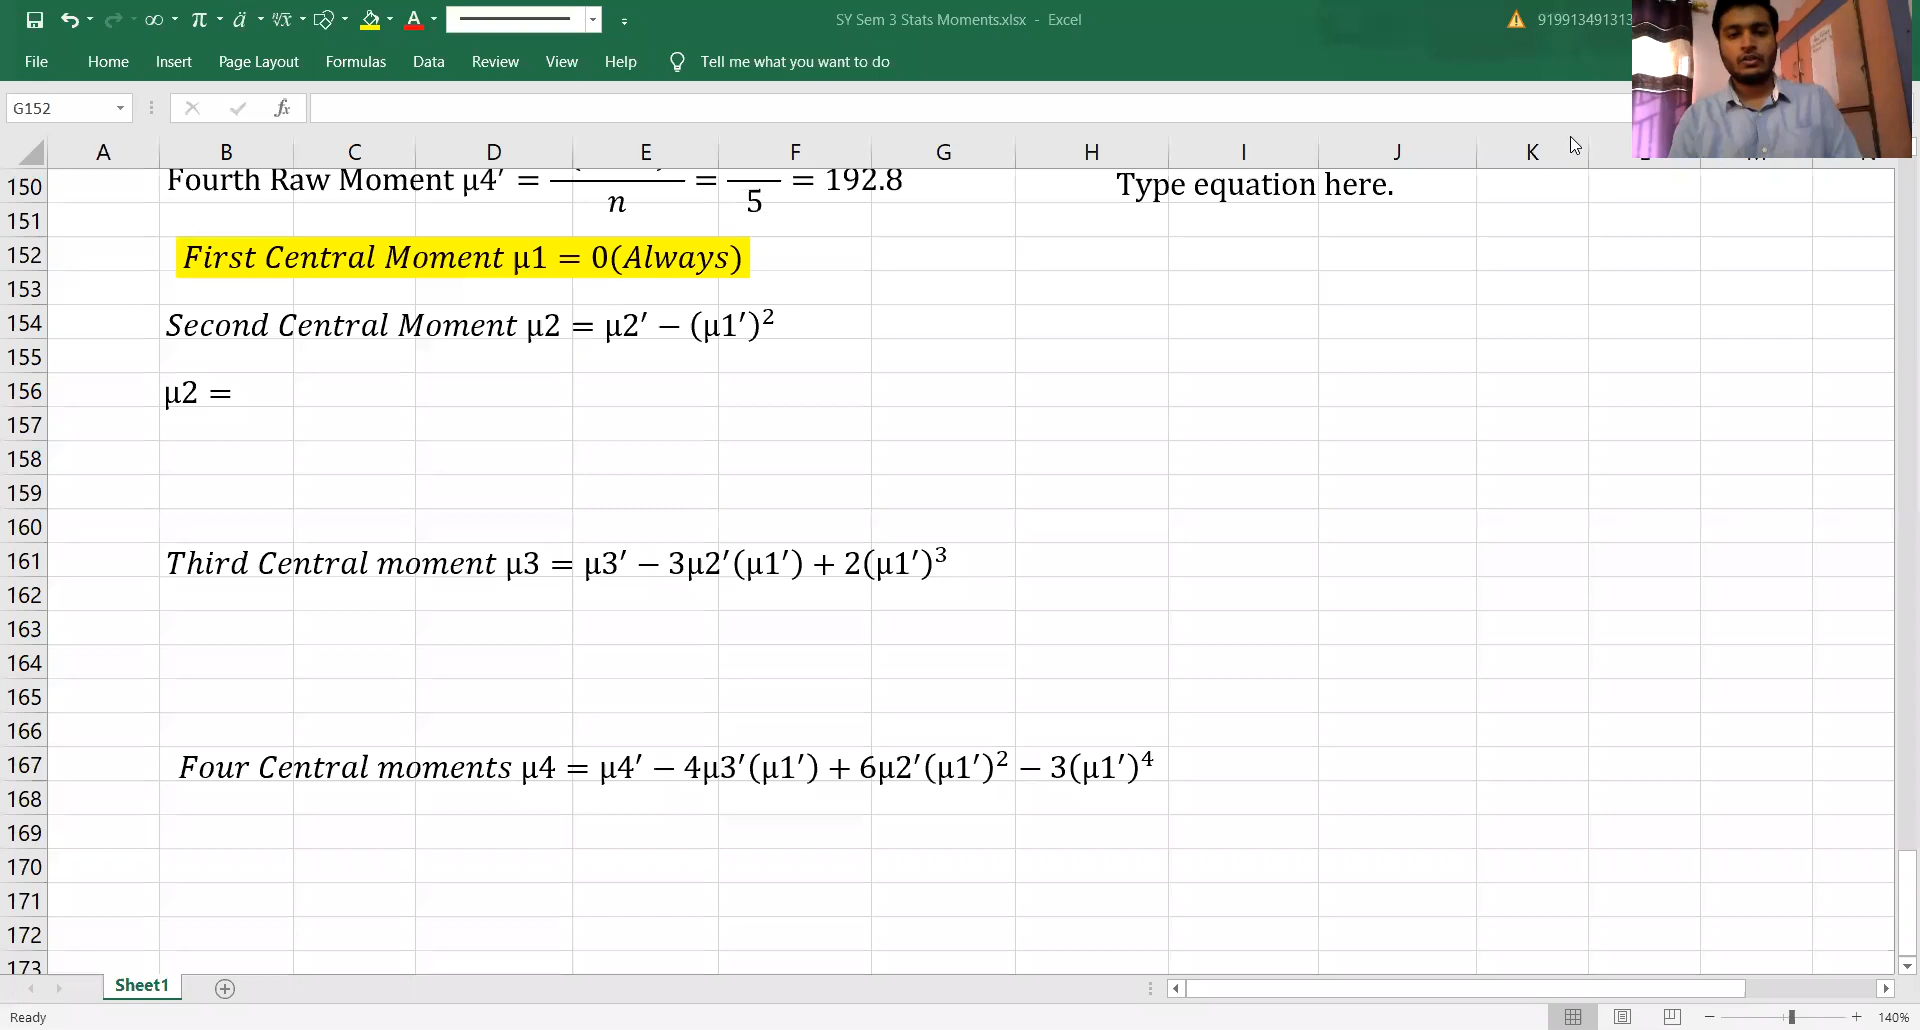 SY Sem 3 Stats Moments.xlsx - Excel
File Home Insert Page Layout Formulas Data Review View Help Tell me what you want to do
G152 fx
A B C D E F G H I J K
150 Fourth Raw Moment µ4′ = —— / n = —— / 5 = 192.8 Type equation here.
151
152 First Central Moment µ1 = 0(Always)
153
154 Second Central Moment µ2 = µ2′ − (µ1′)²
155
156 µ2 =
157
158
159
160
161 Third Central moment µ3 = µ3′ − 3µ2′(µ1′) + 2(µ1′)³
162
163
164
165
166
167 Four Central moments µ4 = µ4′ − 4µ3′(µ1′) + 6µ2′(µ1′)² − 3(µ1′)⁴
168
169
170
171
172
173
Sheet1
Ready 140%